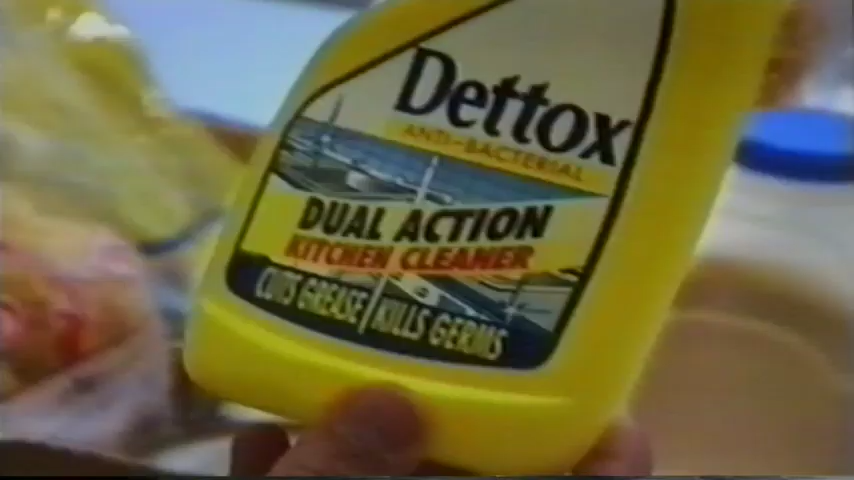 Dettox
ANTI-BACTERIAL
DUAL ACTION
KITCHEN CLEANER
CUTS GREASE/KILLS GERMS